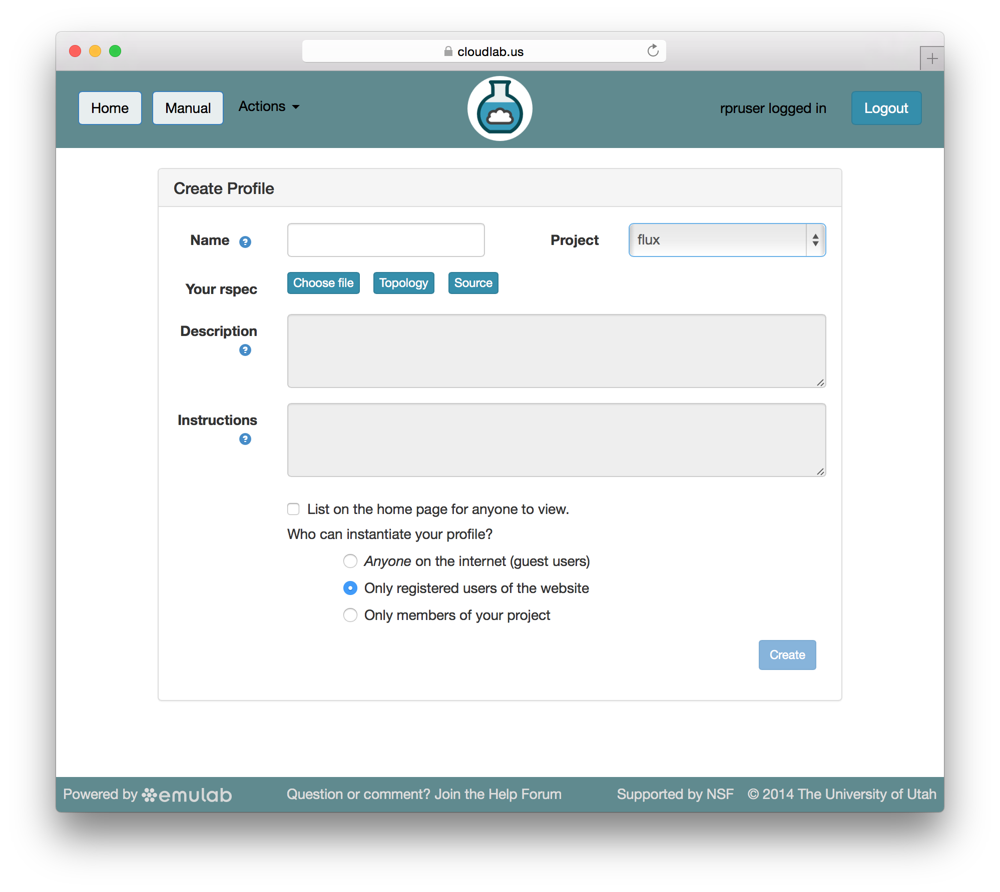 cloudlab.us
Home Manual Actions rpruser logged in Logout
Create Profile
Name ? Project flux
Your rspec Choose file Topology Source
Description
?
Instructions
?
List on the home page for anyone to view.
Who can instantiate your profile?
Anyone on the internet (guest users)
Only registered users of the website
Only members of your project
Create
Powered by emulab Question or comment? Join the Help Forum Supported by NSF © 2014 The University of Utah